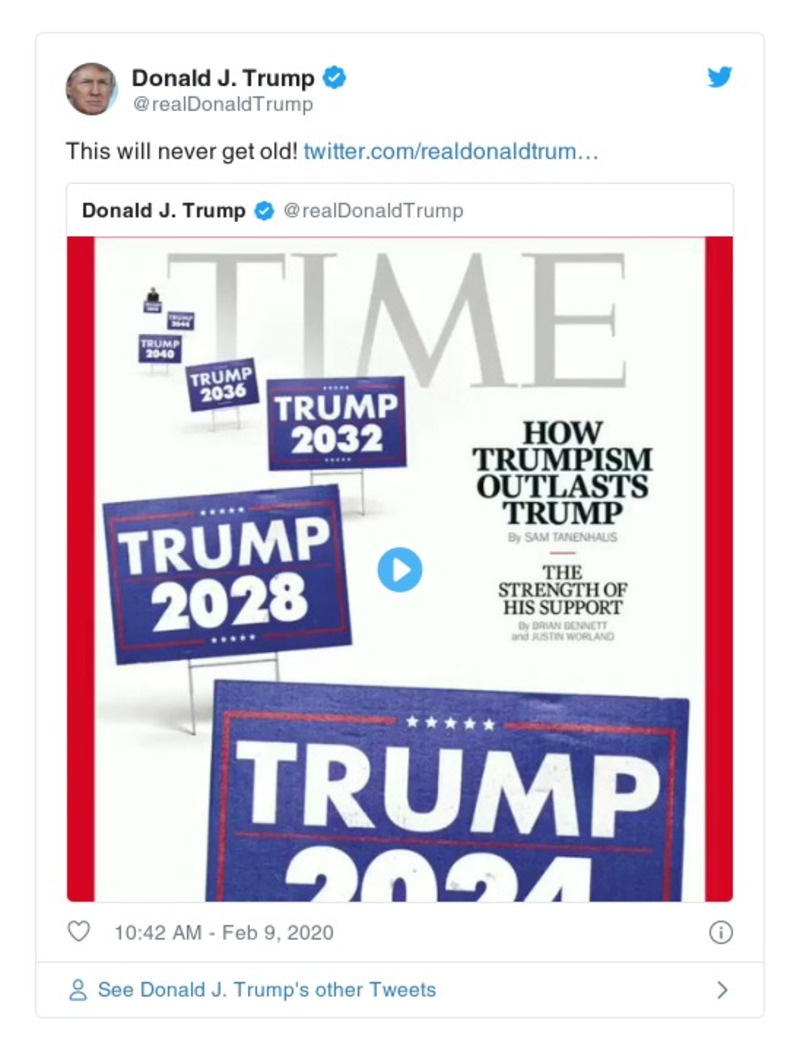 Donald J. Trump
@realDonaldTrump
This will never get old! twitter.com/realdonaldtrum…
Donald J. Trump @realDonaldTrump
TIME
TRUMP
TRUMP
2040
TRUMP
2036
TRUMP
2032
HOW
TRUMPISM
OUTLASTS
TRUMP
By SAM TANENHAUS
THE
STRENGTH OF
HIS SUPPORT
By BRIAN BENNETT
and JUSTIN WORLAND
TRUMP
2028
TRUMP
2024
10:42 AM - Feb 9, 2020
See Donald J. Trump's other Tweets